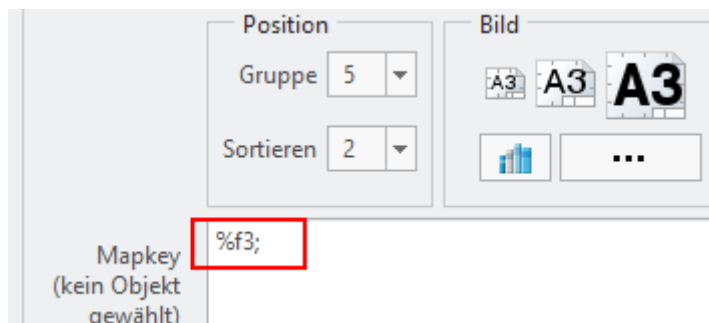 Position
Bild
Gruppe 5
A3 A3 A3
Sortieren 2
...
Mapkey
(kein Objekt
gewählt)
%f3;